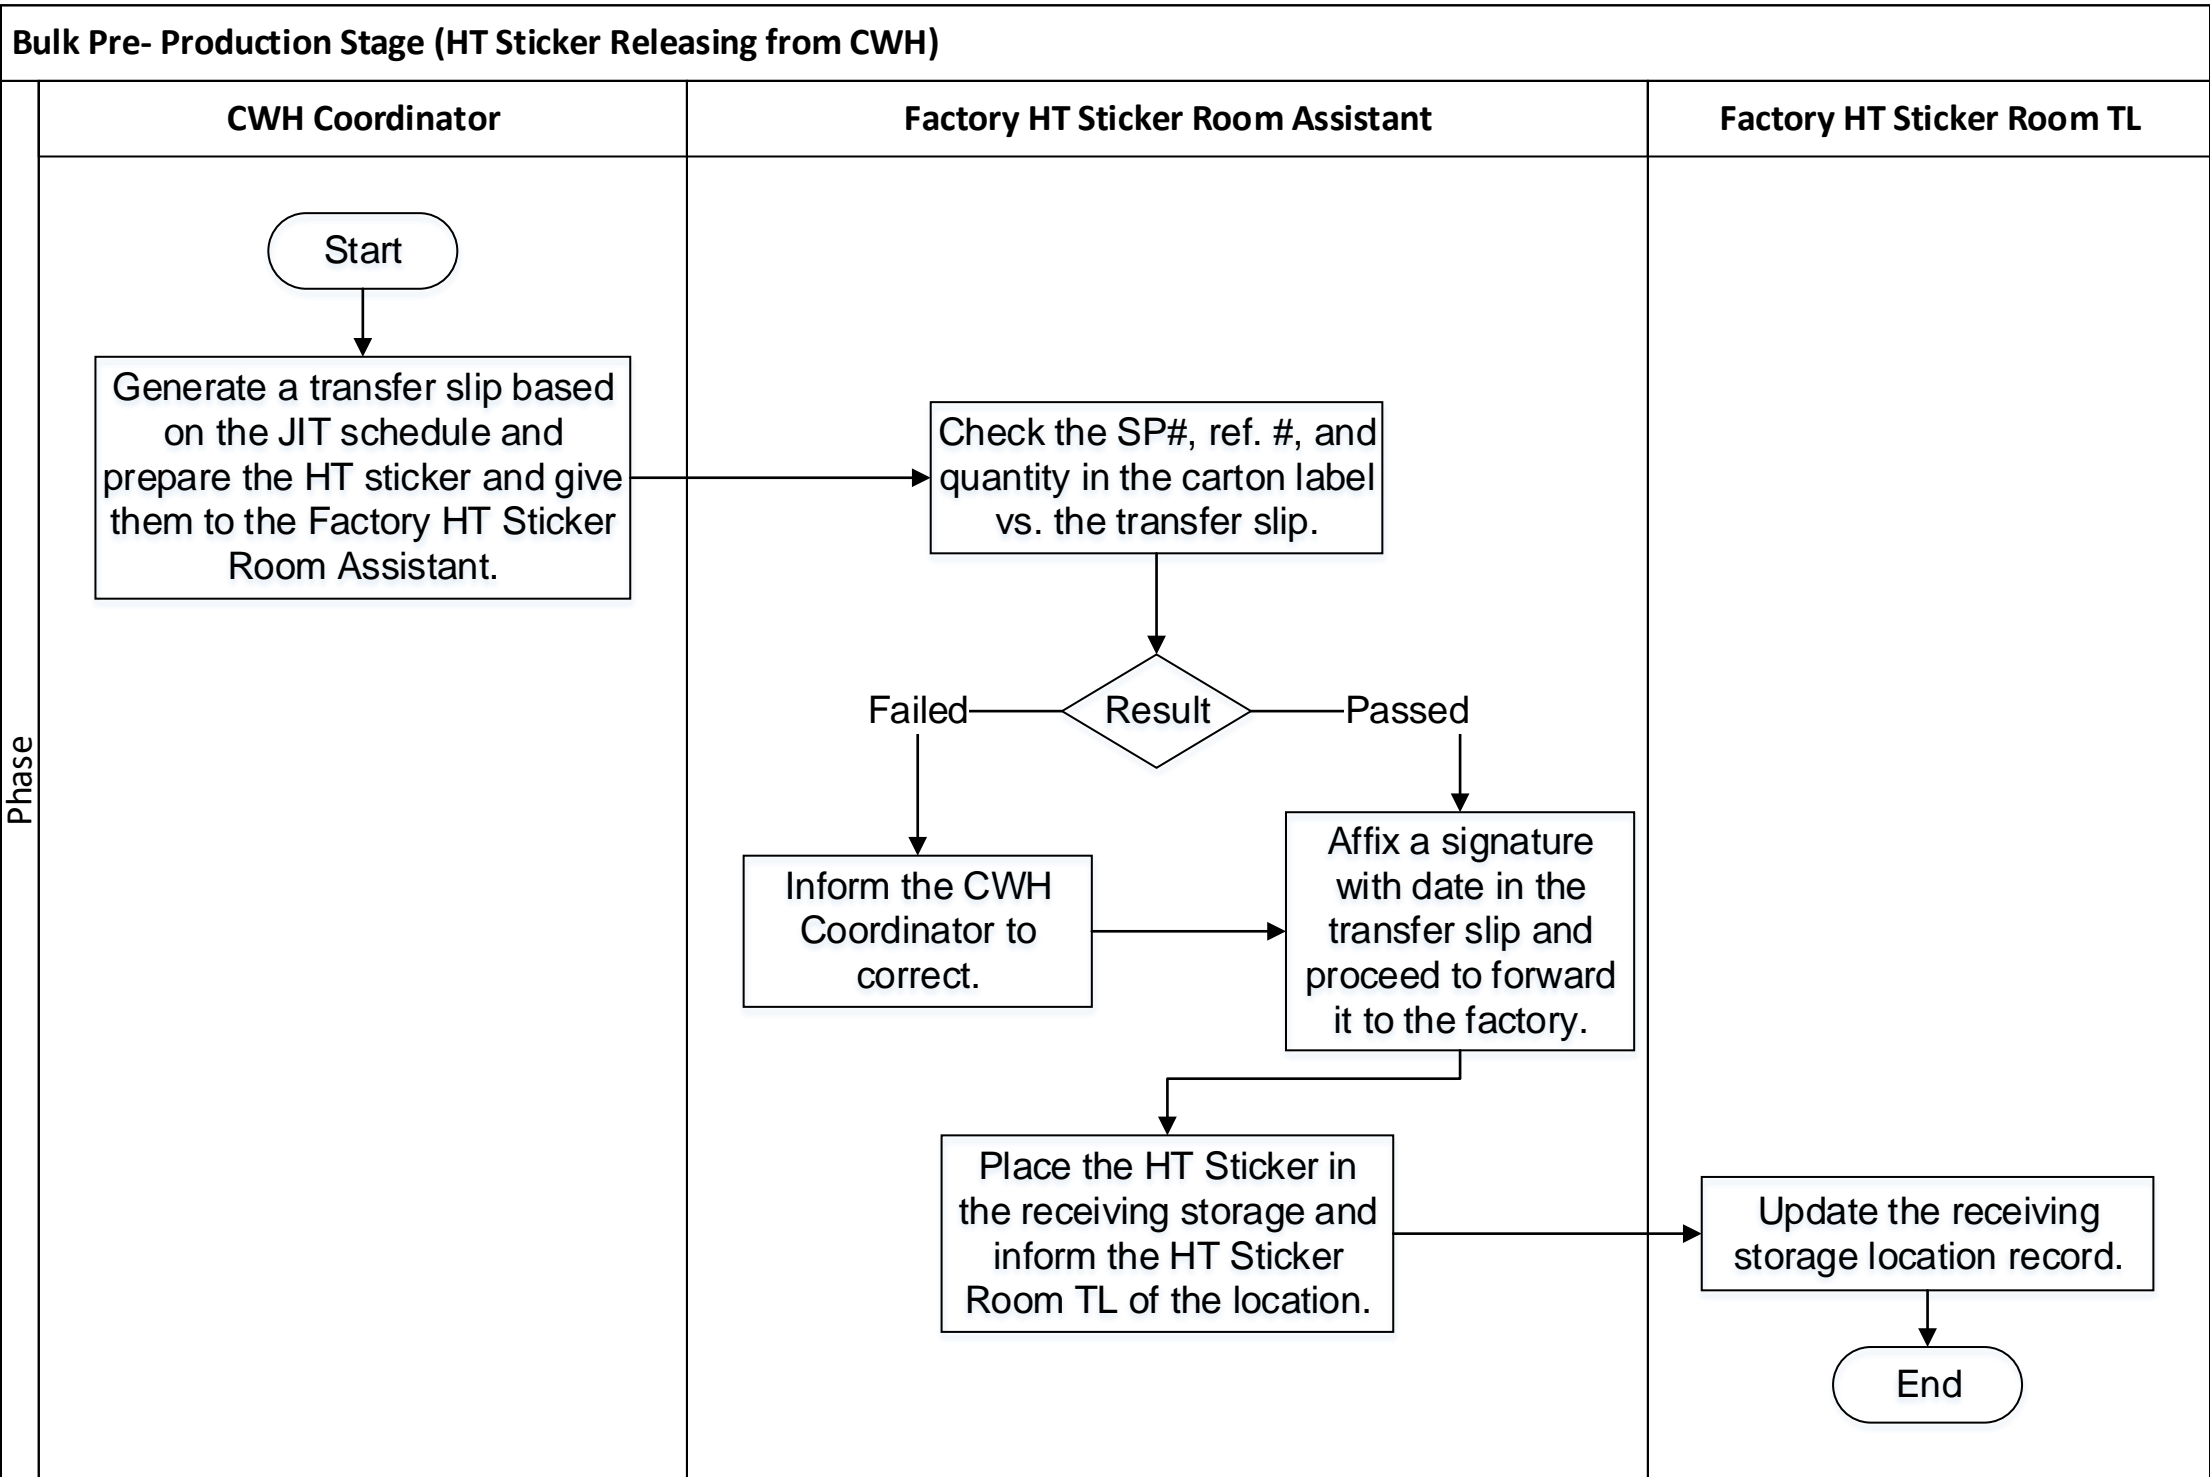 Bulk Pre- Production Stage (HT Sticker Releasing from CWH)
CWH Coordinator
Factory HT Sticker Room Assistant
Factory HT Sticker Room TL
Phase
Start
Generate a transfer slip based
on the JIT schedule and
prepare the HT sticker and give
them to the Factory HT Sticker
Room Assistant.
Check the SP#, ref. #, and
quantity in the carton label
vs. the transfer slip.
Failed
Result
Passed
Inform the CWH
Coordinator to
correct.
Affix a signature
with date in the
transfer slip and
proceed to forward
it to the factory.
Place the HT Sticker in
the receiving storage and
inform the HT Sticker
Room TL of the location.
Update the receiving
storage location record.
End